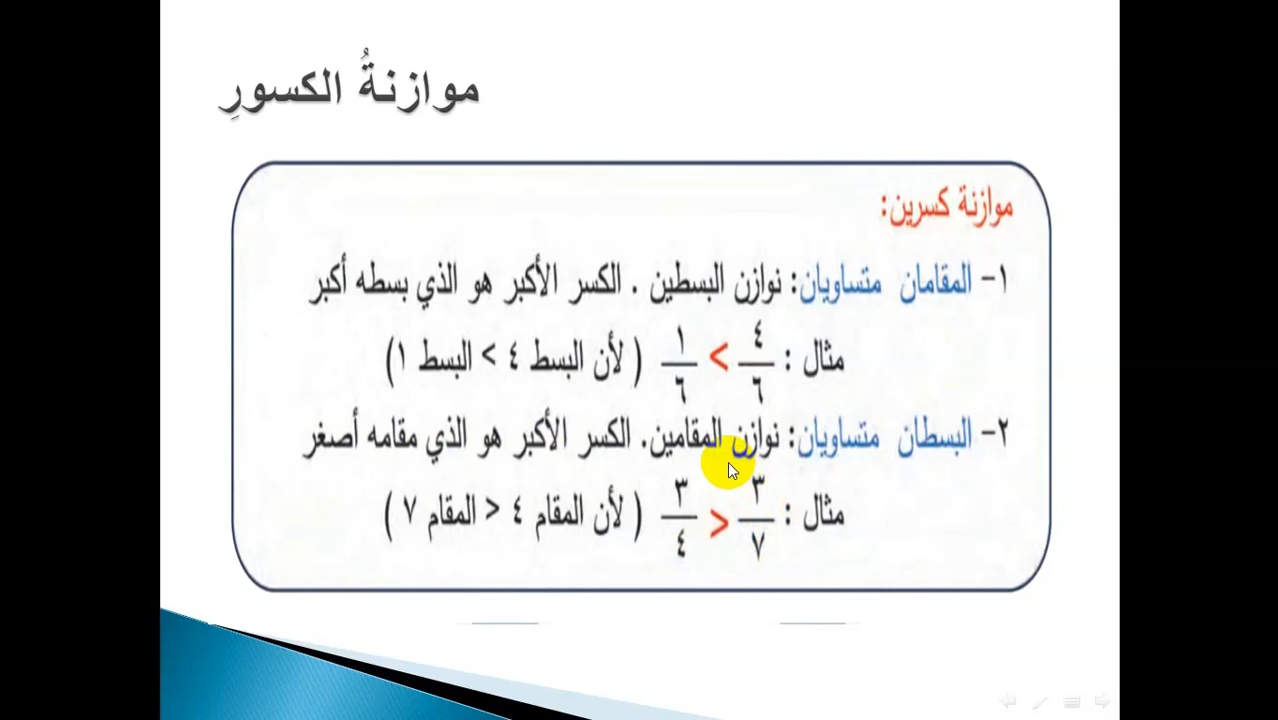 موازنةُ الكسورِ
موازنة كسرين:
١- المقامان متساويان: نوازن البسطين . الكسر الأكبر هو الذي بسطه أكبر
مثال : ٤/٦ > ١/٦ ( لأن البسط ٤ > البسط ١)
٢- البسطان متساويان: نوازن المقامين. الكسر الأكبر هو الذي مقامه أصغر
مثال : ٣/٧ < ٣/٤ ( لأن المقام ٤ < المقام ٧ )